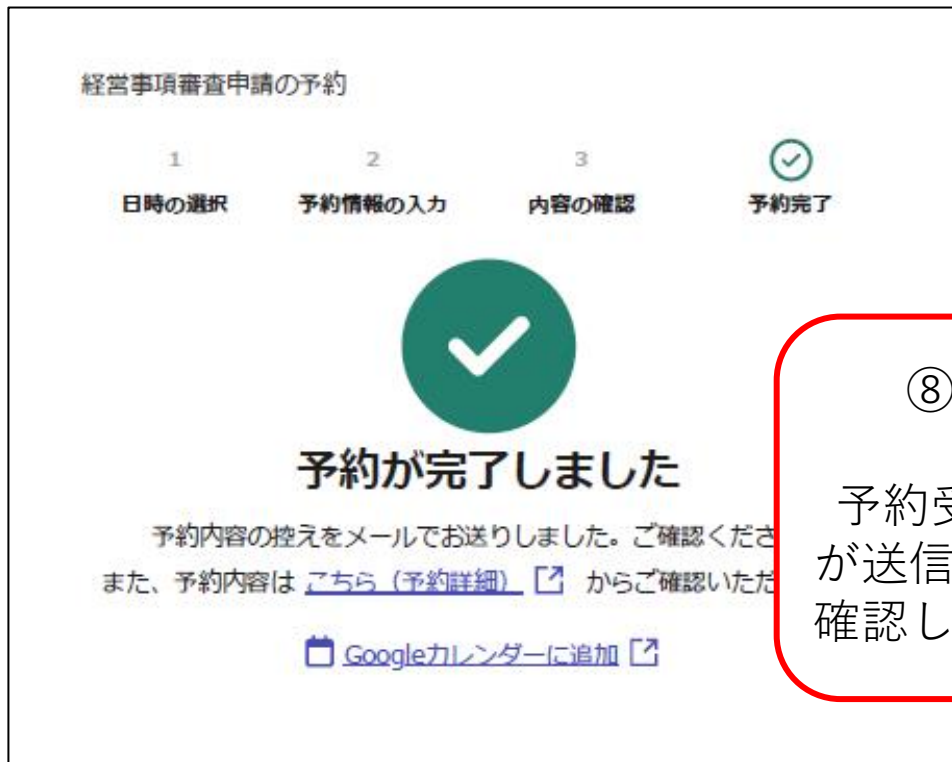 経営事項審査申請の予約
1 2 3
日時の選択 予約情報の入力 内容の確認 予約完了
予約が完了しました
予約内容の控えをメールでお送りしました。ご確認くださ
また、予約内容は こちら（予約詳細） からご確認いただ
Googleカレンダーに追加
⑧
予約受
が送信
確認し